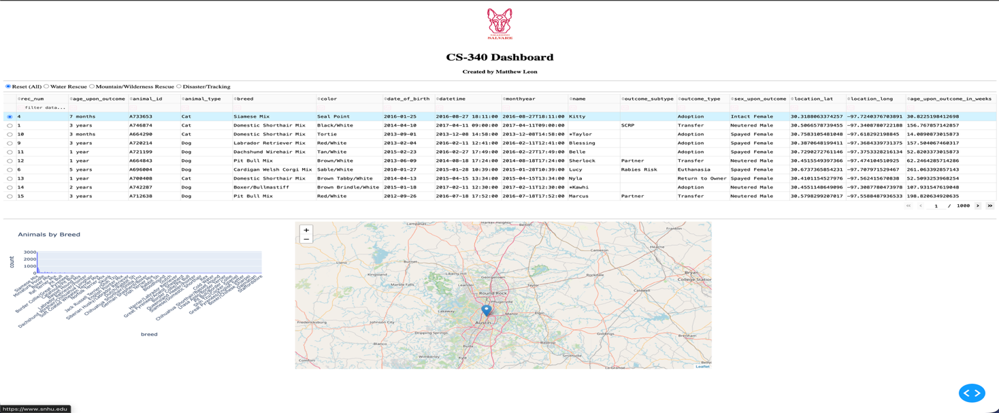 GRAZIOSO
SALVARE
CS-340 Dashboard
Created by Matthew Leon
Reset (All) Water Rescue Mountain/Wilderness Rescue Disaster/Tracking
rec_num age_upon_outcome animal_id animal_type breed color date_of_birth datetime monthyear name outcome_subtype outcome_type sex_upon_outcome location_lat location_long age_upon_outcome_in_weeks
filter data...
4 7 months A733653 Cat Siamese Mix Seal Point 2016-01-25 2016-08-27 18:11:00 2016-08-27T18:11:00 Kitty Adoption Intact Female 30.3188063374257 -97.7240376703891 30.8225198412698
1 3 years A746874 Cat Domestic Shorthair Mix Black/White 2014-04-10 2017-04-11 09:00:00 2017-04-11T09:00:00 SCRP Transfer Neutered Male 30.5066578739455 -97.3408780722188 156.767857142857
10 3 months A664290 Cat Domestic Shorthair Mix Tortie 2013-09-01 2013-12-08 14:58:00 2013-12-08T14:58:00 *Taylor Adoption Spayed Female 30.7583105481048 -97.618292198845 14.0890873015873
9 3 years A720214 Dog Labrador Retriever Mix Red/White 2013-02-04 2016-02-11 12:41:00 2016-02-11T12:41:00 Blessing Adoption Spayed Female 30.3870648199411 -97.3684339731375 157.504067460317
11 1 year A721199 Dog Dachshund Wirehair Mix Tan/White 2015-02-23 2016-02-27 17:49:00 2016-02-27T17:49:00 Belle Adoption Spayed Female 30.7290272761146 -97.3753328216134 52.8203373015873
12 1 year A664843 Dog Pit Bull Mix Brown/White 2013-06-09 2014-08-18 17:24:00 2014-08-18T17:24:00 Sherlock Partner Transfer Neutered Male 30.4515549397366 -97.474104510925 62.2464285714286
6 5 years A696004 Dog Cardigan Welsh Corgi Mix Sable/White 2010-01-27 2015-01-28 10:39:00 2015-01-28T10:39:00 Lucy Rabies Risk Euthanasia Spayed Female 30.6737365854231 -97.707971529467 261.063392857143
13 1 year A700408 Cat Domestic Shorthair Mix Brown Tabby/White 2014-04-13 2015-04-15 13:34:00 2015-04-15T13:34:00 Nyla Return to Owner Spayed Female 30.4101154527976 -97.562415670838 52.5093253968254
14 2 years A742287 Dog Boxer/Bullmastiff Brown Brindle/White 2015-01-18 2017-02-11 12:30:00 2017-02-11T12:30:00 *Kawhi Adoption Neutered Male 30.4551148649096 -97.3087780473978 107.931547619048
15 3 years A712638 Dog Pit Bull Mix Red/White 2012-09-26 2016-07-18 17:52:00 2016-07-18T17:52:00 Marcus Partner Transfer Neutered Male 30.5798299207017 -97.5588487936533 198.820634920635
<< < 1 / 1000 > >>
Animals by Breed
count
3000
2000
1000
0
breed
+
−
Lampasas
Harker Heights
Belton
Franklin
Hearne
Cameron
Llano
Burnet
Bryan
College Station
Kingsland
Liberty Hill
Marble Falls
Georgetown
Rockdale
Leander
Taylor
Caldwell
Round Rock
Pflugerville
Lakeway
Manor
Elgin
Fredericksburg
Johnson City
Austin
Giddings
Dripping Springs
Brenham
Bastrop
Blanco
Buda
Wimberley
Kyle
Smithville
Comfort
La Grange
Leaflet
https://www.snhu.edu